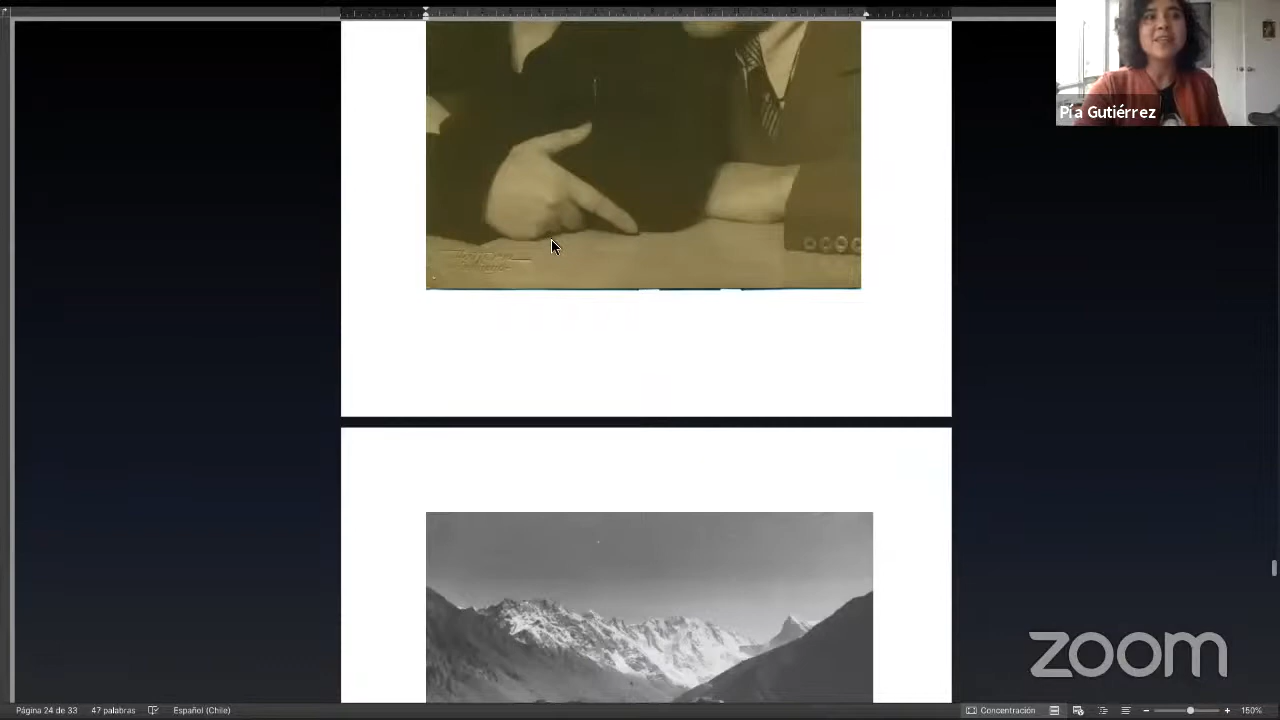 Pía Gutiérrez
zoom
Página 24 de 33 47 palabras Español (Chile) Concentración 150%